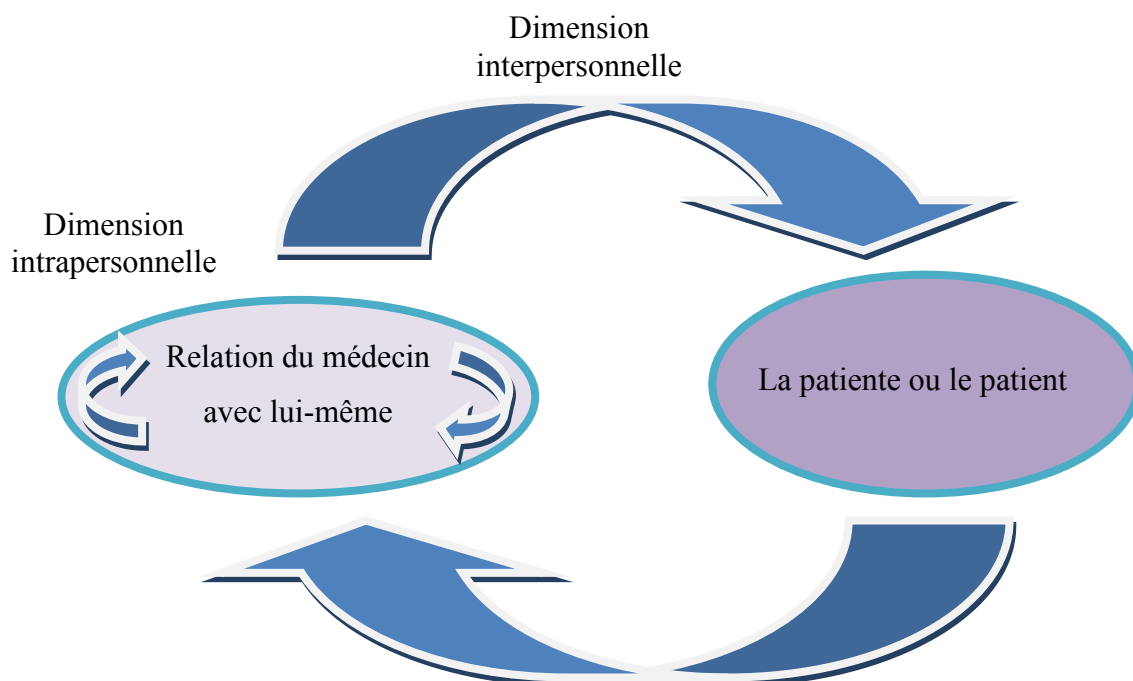 Dimension
interpersonnelle
Dimension
intrapersonnelle
Relation du médecin
avec lui-même
La patiente ou le patient